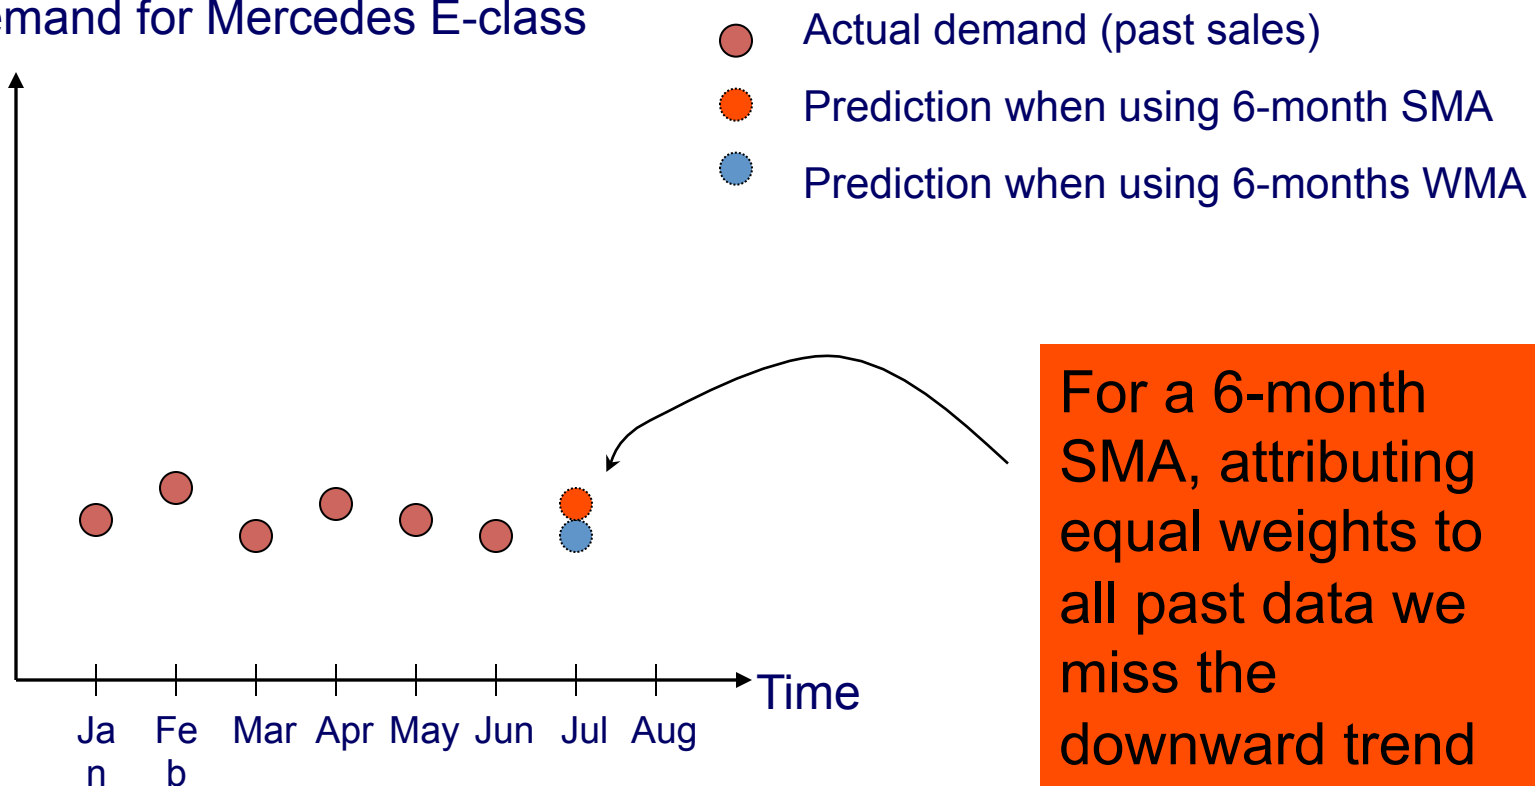 emand for Mercedes E-class
Actual demand (past sales)
Prediction when using 6-month SMA
Prediction when using 6-months WMA
For a 6-month
SMA, attributing
equal weights to
all past data we
miss the
downward trend
Time
Ja
n
Fe
b
Mar
Apr
May
Jun
Jul
Aug